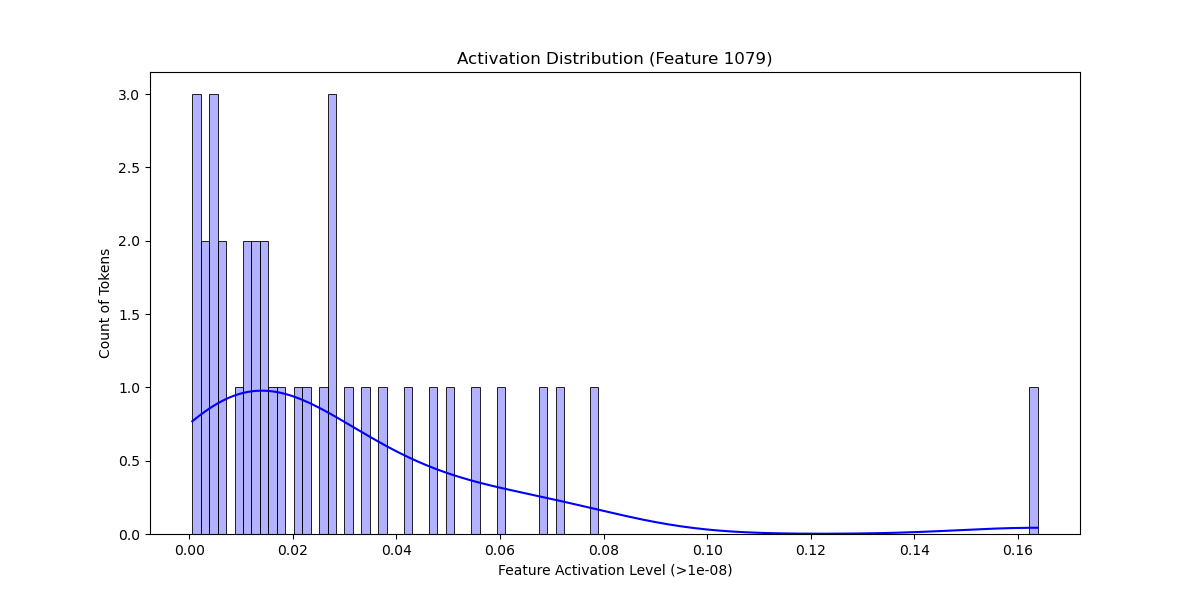 Activation Distribution (Feature 1079)
3.0
2.5
2.0
1.5
1.0
0.5
0.0
Count of Tokens
0.00 0.02 0.04 0.06 0.08 0.10 0.12 0.14 0.16
Feature Activation Level (>1e-08)